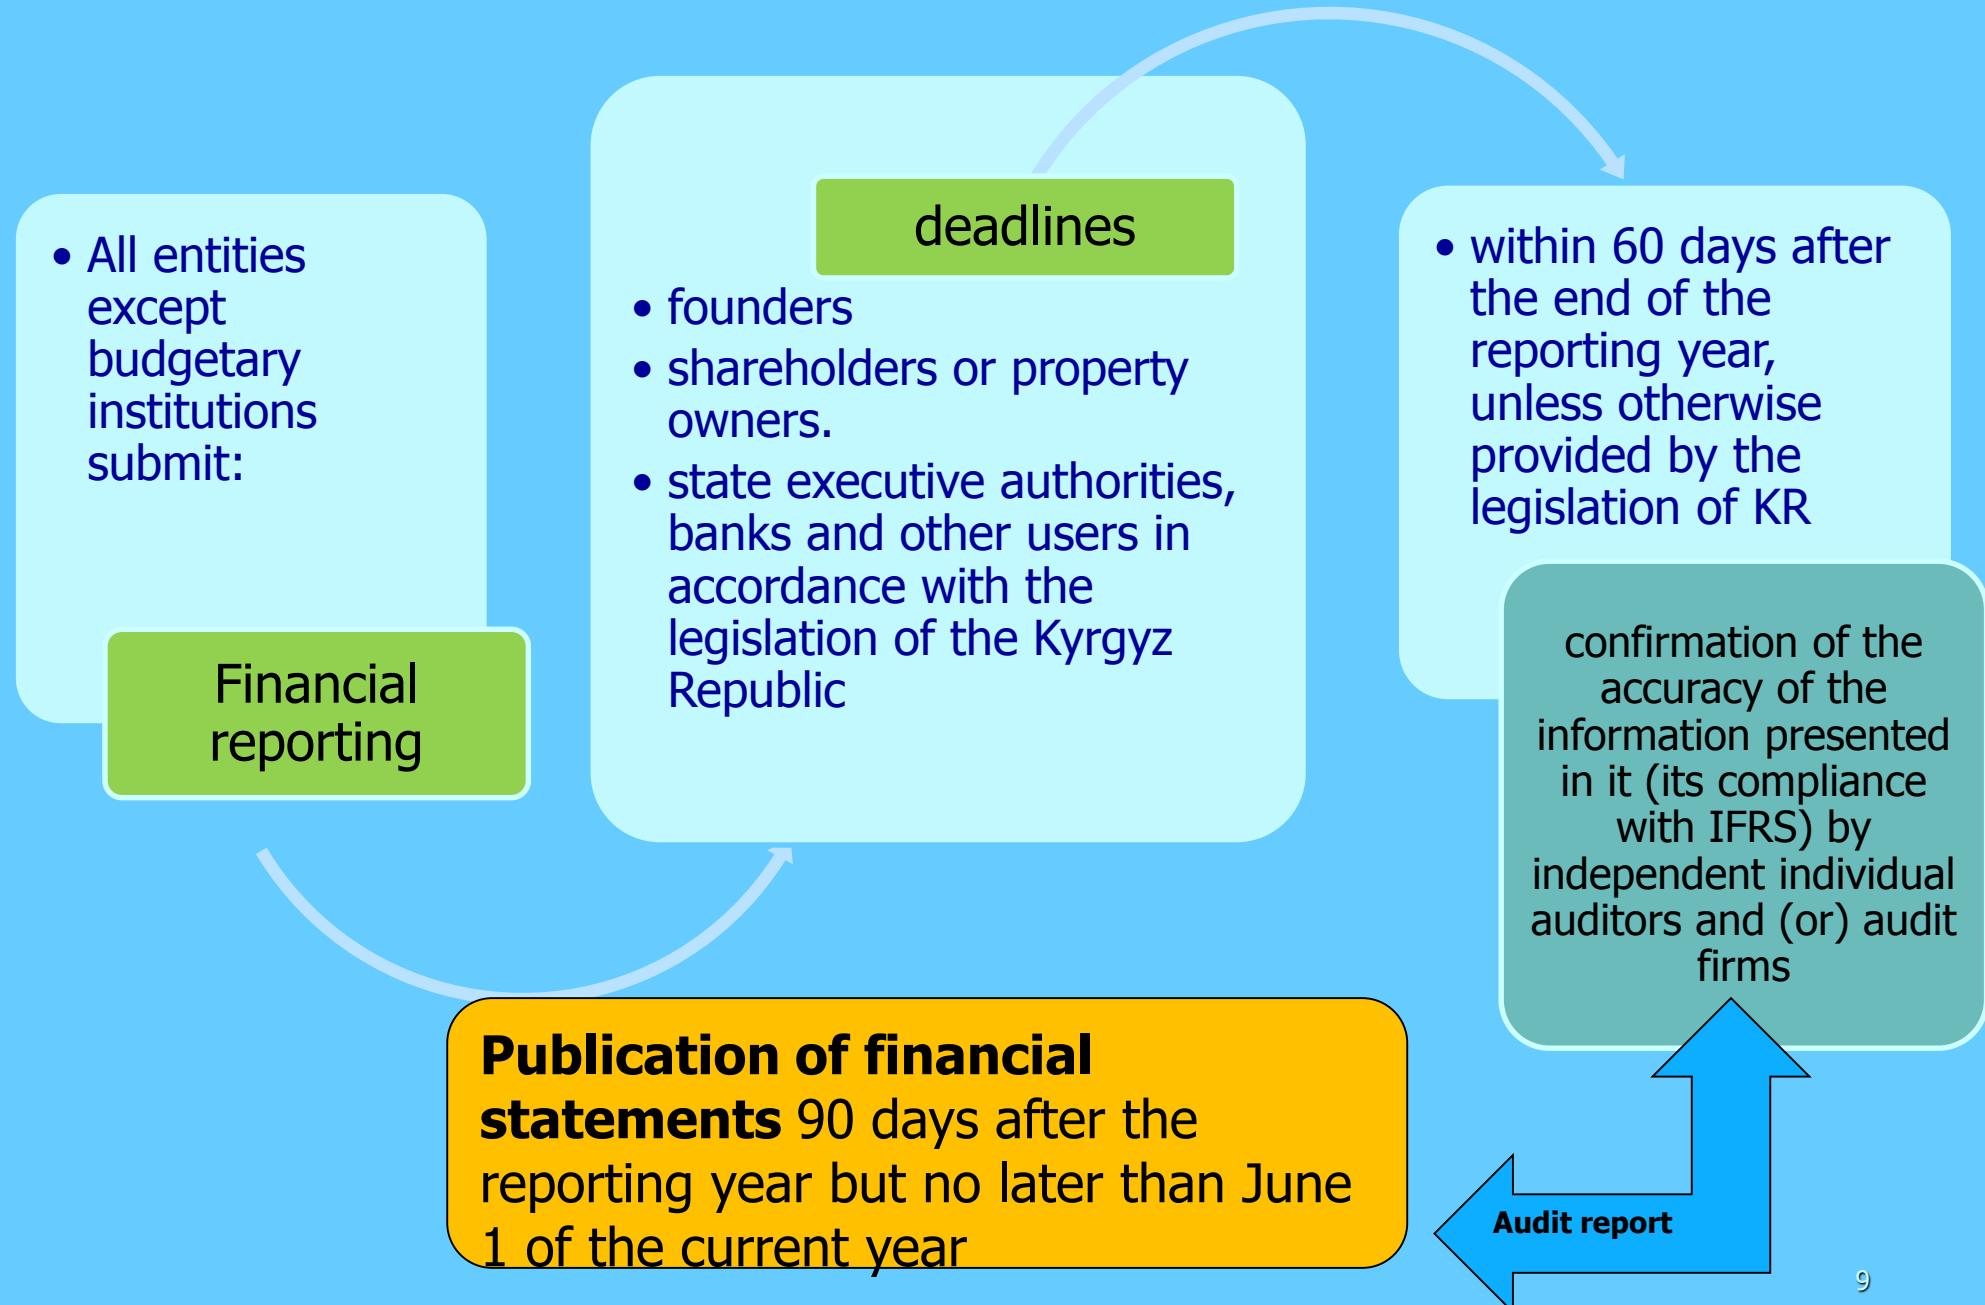 • All entities
except
budgetary
institutions
submit:
Financial
reporting
deadlines
• founders
• shareholders or property
owners.
• state executive authorities,
banks and other users in
accordance with the
legislation of the Kyrgyz
Republic
• within 60 days after
the end of the
reporting year,
unless otherwise
provided by the
legislation of KR
confirmation of the
accuracy of the
information presented
in it (its compliance
with IFRS) by
independent individual
auditors and (or) audit
firms
Publication of financial
statements 90 days after the
reporting year but no later than June
1 of the current year
Audit report
9